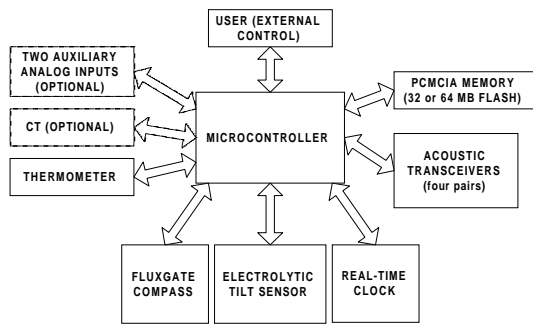 USER (EXTERNAL
CONTROL)
TWO AUXILIARY
ANALOG INPUTS
(OPTIONAL)
PCMCIA MEMORY
(32 or 64 MB FLASH)
CT (OPTIONAL)
MICROCONTROLLER
THERMOMETER
ACOUSTIC
TRANSCEIVERS
(four pairs)
FLUXGATE
COMPASS
ELECTROLYTIC
TILT SENSOR
REAL-TIME
CLOCK